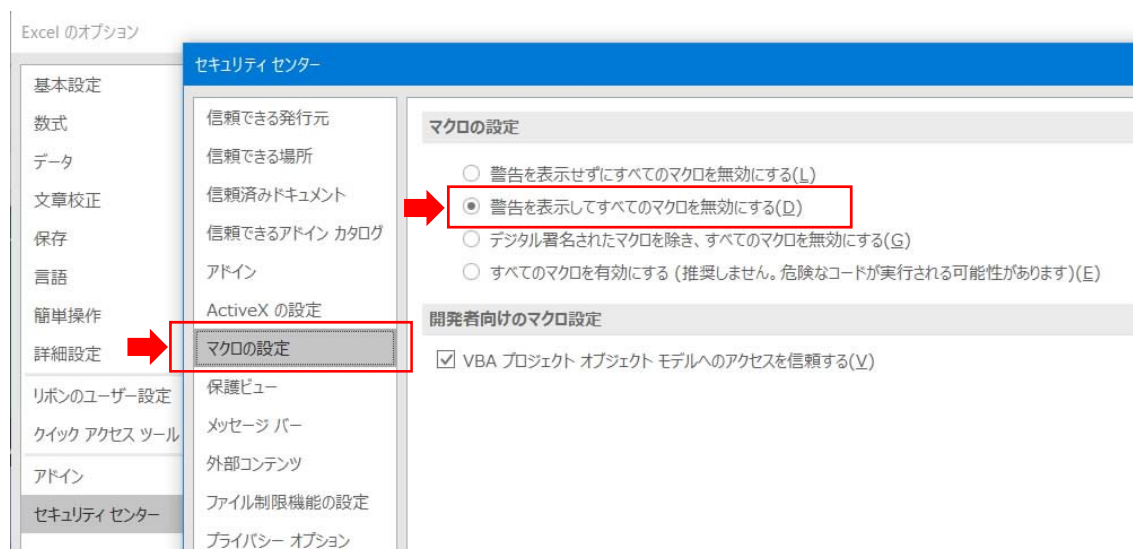 Excel のオプション
基本設定
数式
データ
文章校正
保存
言語
簡単操作
詳細設定
リボンのユーザー設定
クイック アクセス ツール
アドイン
セキュリティ センター
セキュリティ センター
信頼できる発行元
信頼できる場所
信頼済みドキュメント
信頼できるアドイン カタログ
アドイン
ActiveX の設定
マクロの設定
保護ビュー
メッセージ バー
外部コンテンツ
ファイル制限機能の設定
プライバシー オプション
マクロの設定
警告を表示せずにすべてのマクロを無効にする(L)
警告を表示してすべてのマクロを無効にする(D)
デジタル署名されたマクロを除き、すべてのマクロを無効にする(G)
すべてのマクロを有効にする (推奨しません。危険なコードが実行される可能性があります)(E)
開発者向けのマクロ設定
VBA プロジェクト オブジェクト モデルへのアクセスを信頼する(V)